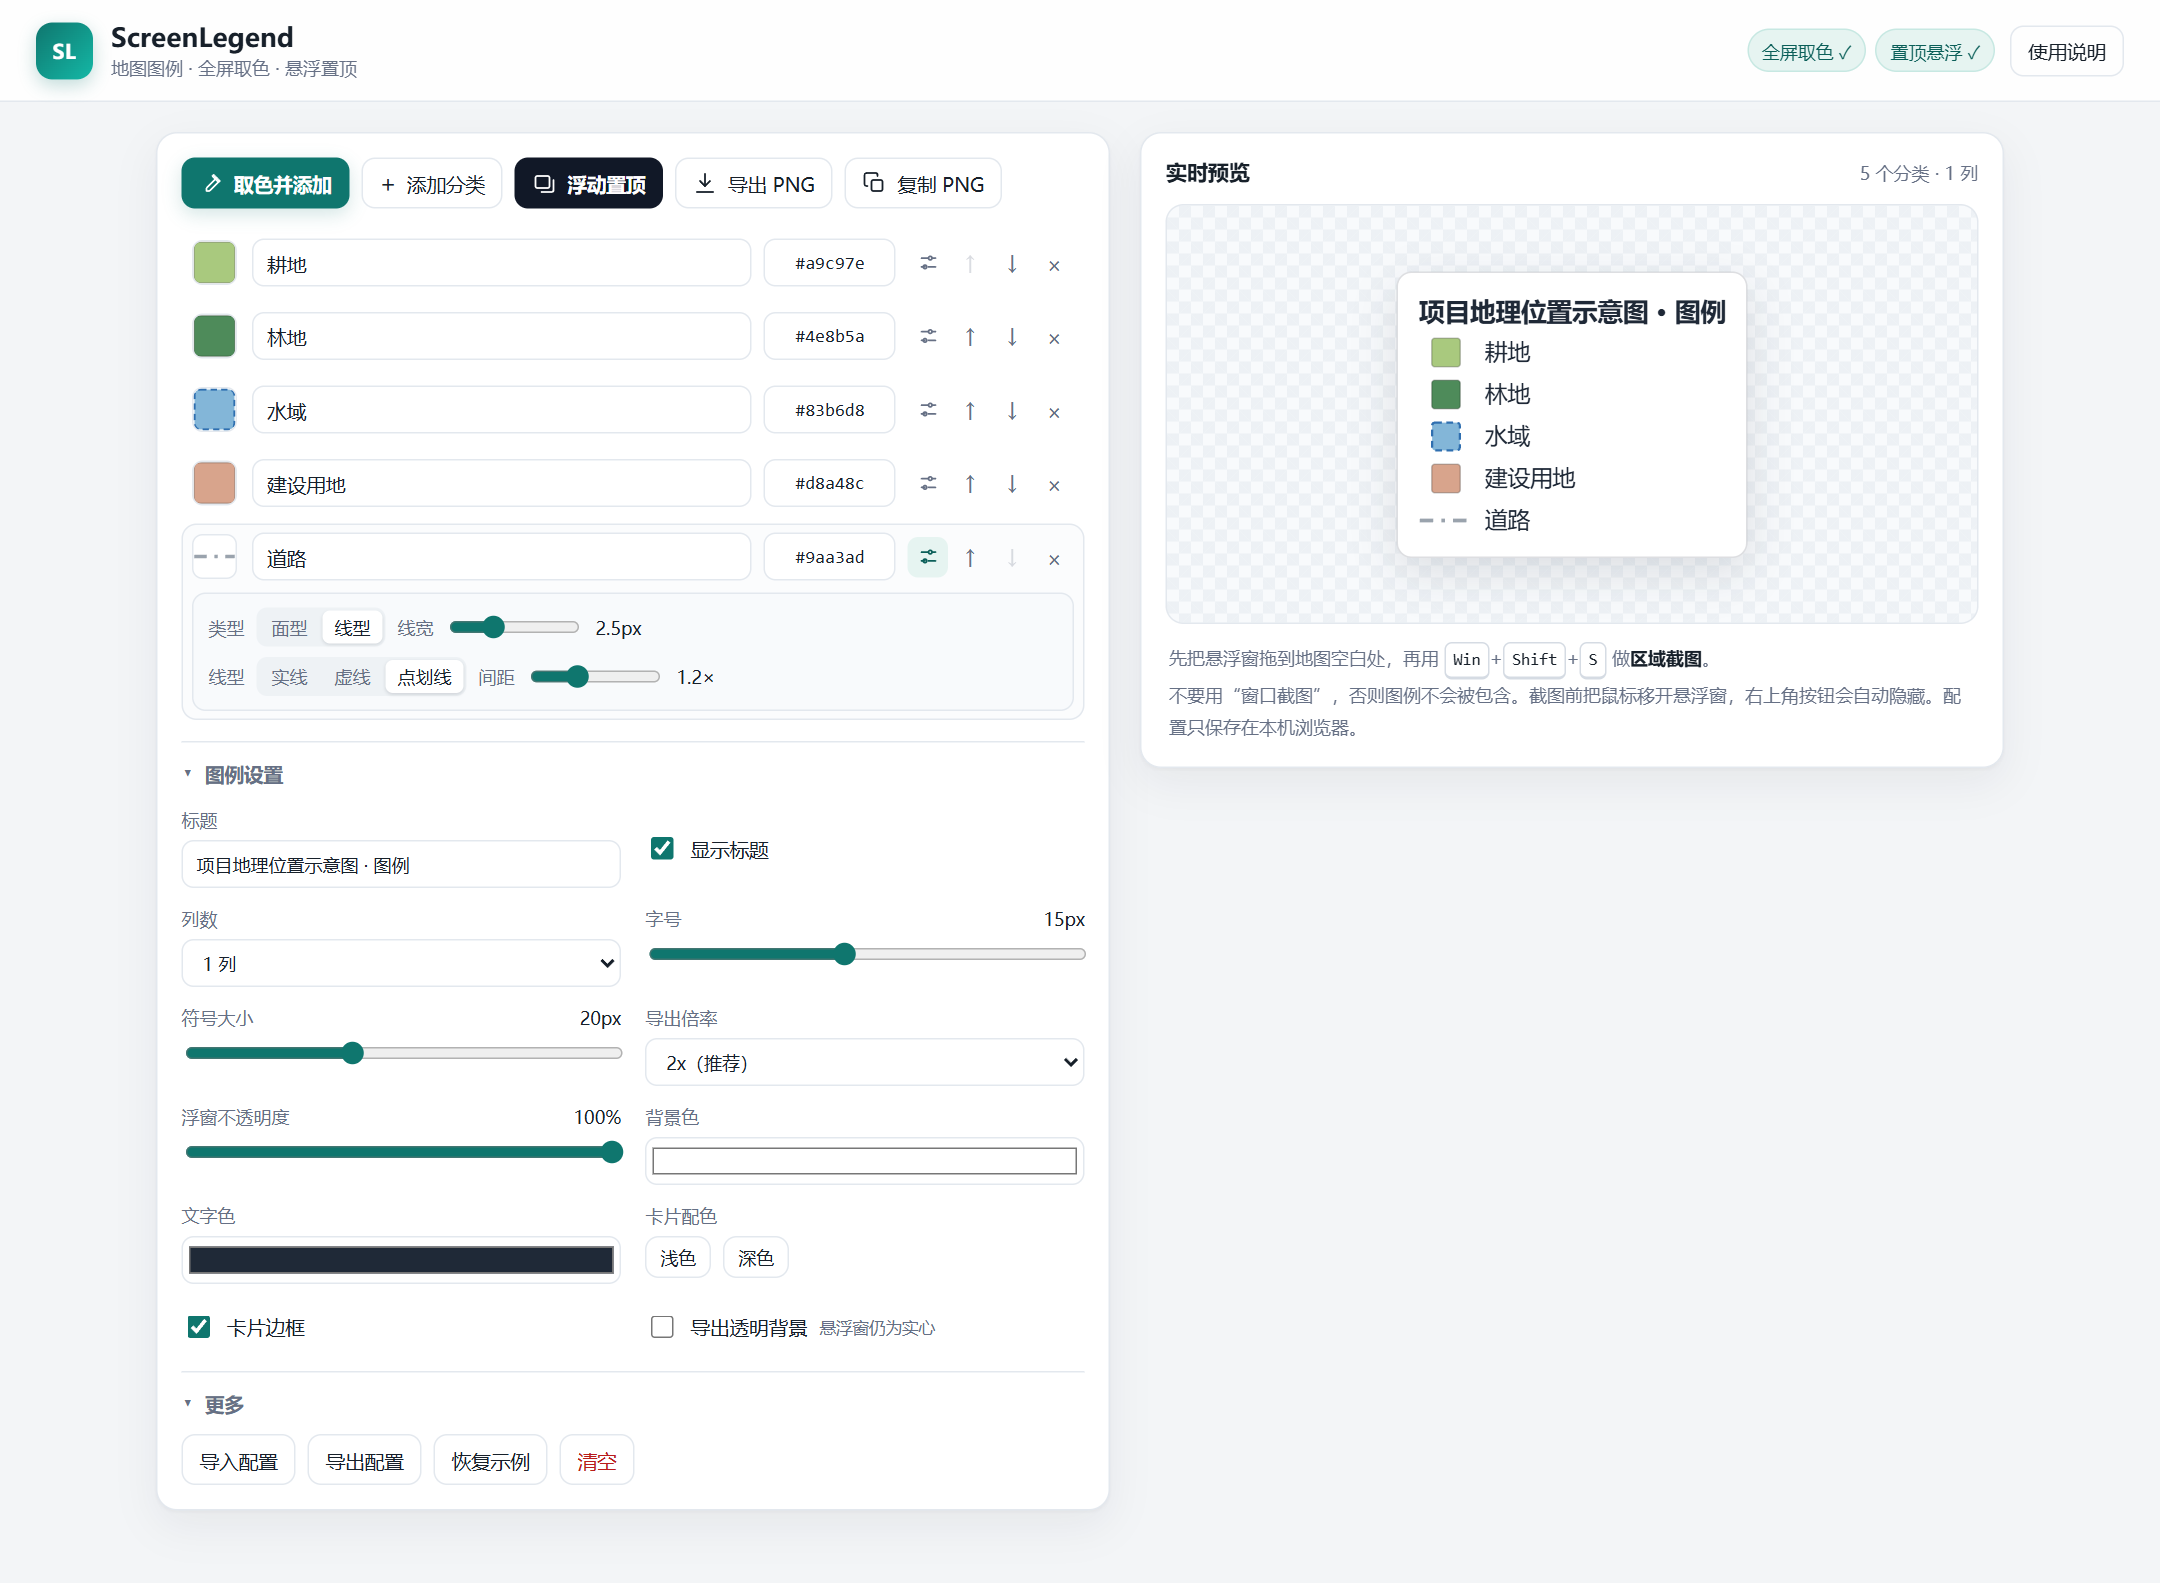 SL
ScreenLegend
地图图例 · 全屏取色 · 悬浮置顶
全屏取色 ✓ 置顶悬浮 ✓ 使用说明
取色并添加 + 添加分类 浮动置顶 导出 PNG 复制 PNG
耕地 #a9c97e ↑ ↓ ×
林地 #4e8b5a ↑ ↓ ×
水域 #83b6d8 ↑ ↓ ×
建设用地 #d8a48c ↑ ↓ ×
道路 #9aa3ad ↑ ↓ ×
类型 面型 线型 线宽 2.5px
线型 实线 虚线 点划线 间距 1.2×
图例设置
标题
项目地理位置示意图 · 图例
显示标题
列数
1 列
字号 15px
符号大小 20px
导出倍率
2x（推荐）
浮窗不透明度 100%
背景色
文字色
卡片配色
浅色 深色
卡片边框
导出透明背景 悬浮窗仍为实心
更多
导入配置 导出配置 恢复示例 清空
实时预览 5 个分类 · 1 列
项目地理位置示意图 · 图例
耕地
林地
水域
建设用地
道路
先把悬浮窗拖到地图空白处，再用 Win + Shift + S 做区域截图。
不要用“窗口截图”，否则图例不会被包含。截图前把鼠标移开悬浮窗，右上角按钮会自动隐藏。配
置只保存在本机浏览器。